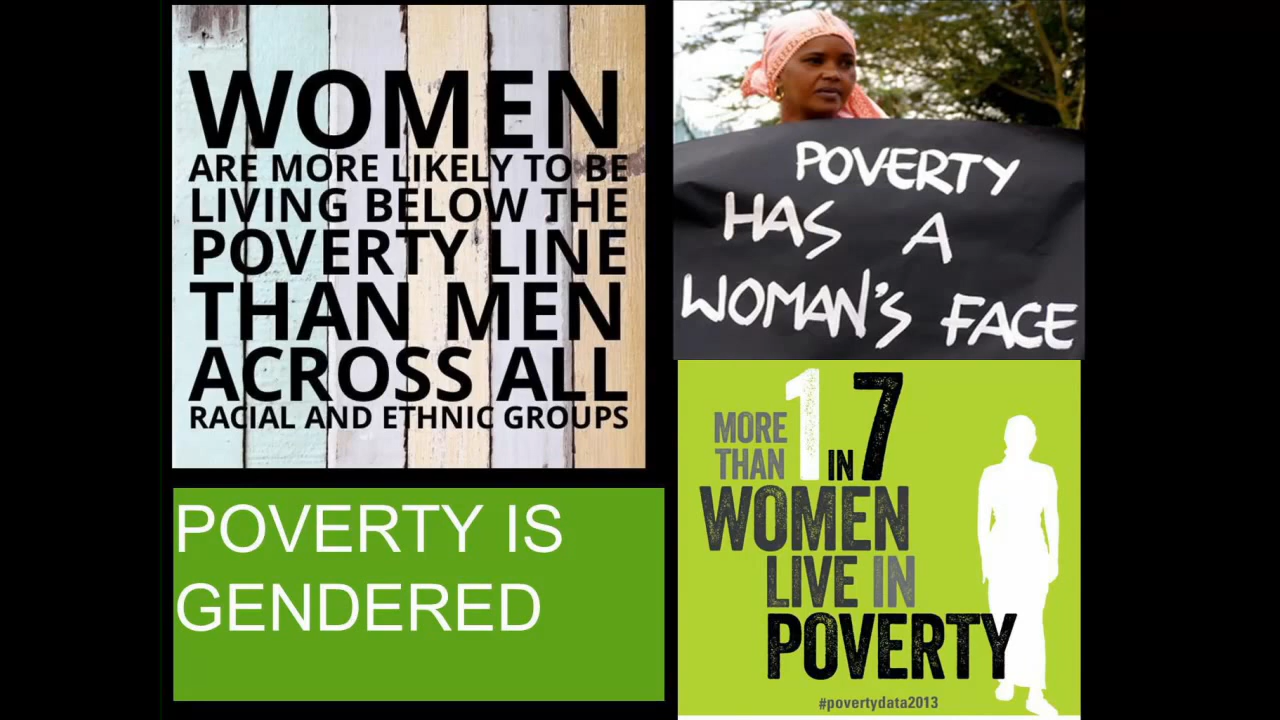 WOMEN
ARE MORE LIKELY TO BE
LIVING BELOW THE
POVERTY LINE
THAN MEN
ACROSS ALL
RACIAL AND ETHNIC GROUPS
POVERTY
HAS A
WOMAN'S FACE
POVERTY IS
GENDERED
MORE
THAN 1 IN 7
WOMEN
LIVE IN
POVERTY
#povertydata2013